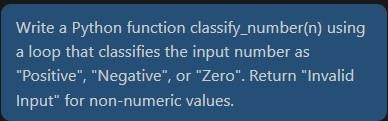 Write a Python function classify_number(n) using
a loop that classifies the input number as
"Positive", "Negative", or "Zero". Return "Invalid
Input" for non-numeric values.